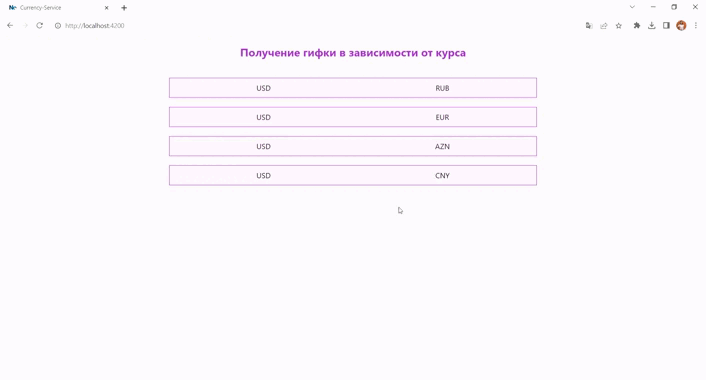 Currency-Service
http://localhost:4200
Получение гифки в зависимости от курса
USD RUB
USD EUR
USD AZN
USD CNY